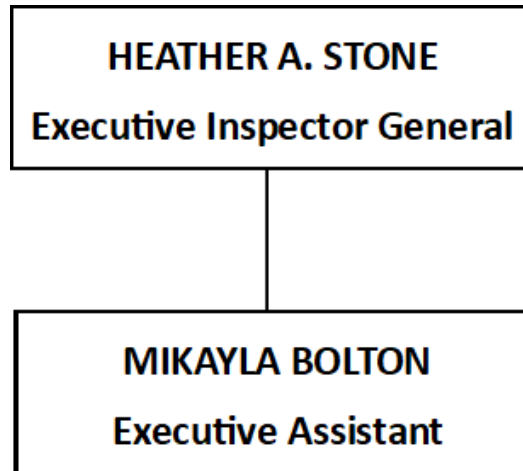 HEATHER A. STONE
Executive Inspector General
MIKAYLA BOLTON
Executive Assistant